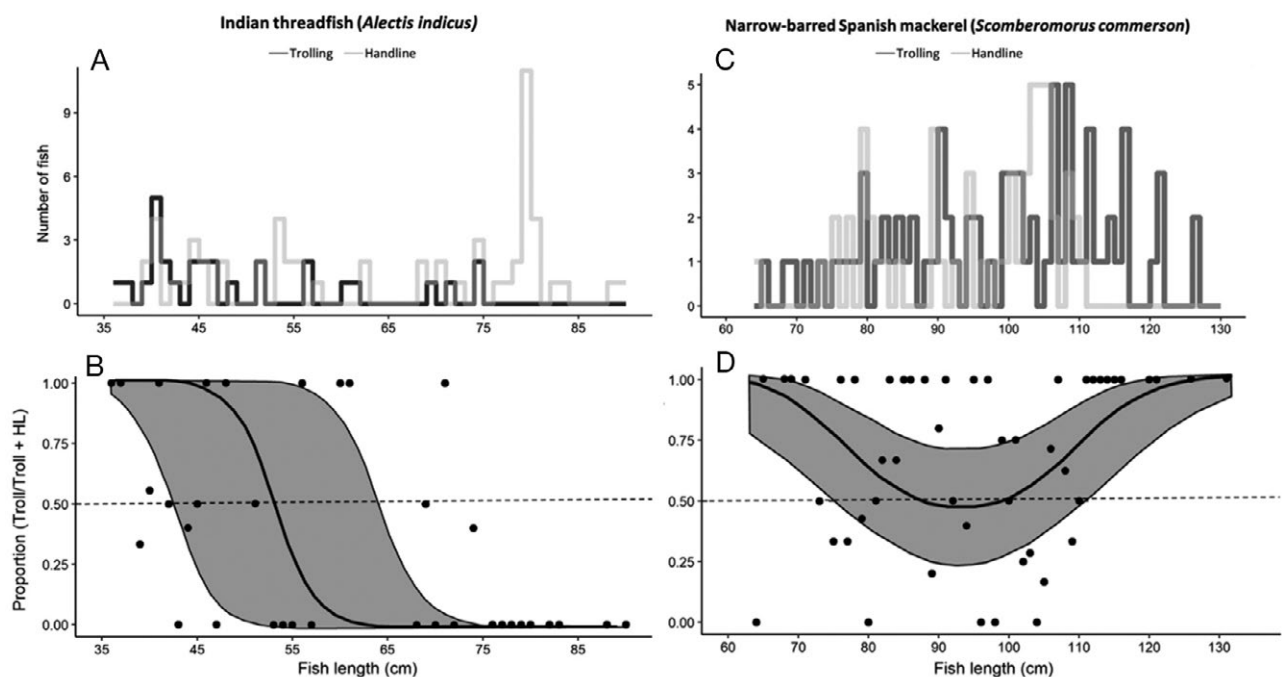 Indian threadfish (Alectis indicus)
Narrow-barred Spanish mackerel (Scomberomorus commerson)
A
Trolling Handline
C
Trolling Handline
Number of fish
9
6
3
0
35 45 55 65 75 85
5
4
3
2
1
0
60 70 80 90 100 110 120 130
B
D
Proportion (Troll/Troll + HL)
1.00
0.75
0.50
0.25
0.00
35 45 55 65 75 85
Fish length (cm)
1.00
0.75
0.50
0.25
0.00
60 70 80 90 100 110 120 130
Fish length (cm)